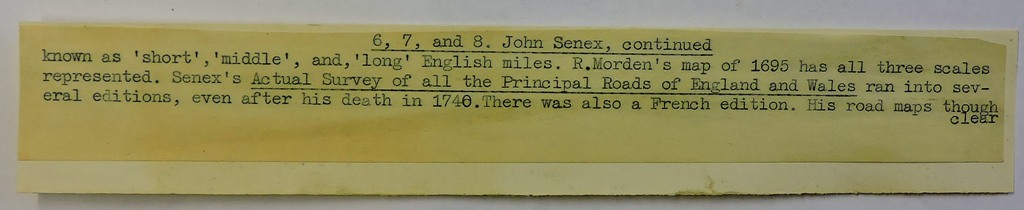 6, 7, and 8. John Senex, continued
known as 'short','middle', and,'long' English miles. R.Morden's map of 1695 has all three scales
represented. Senex's Actual Survey of all the Principal Roads of England and Wales ran into sev-
eral editions, even after his death in 1740.There was also a French edition. His road maps though
clear